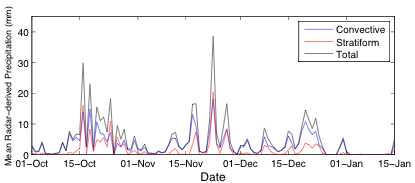 Convective
Stratiform
Total
Mean Radar−derived Precipitation (mm)
40
30
20
10
0
01−Oct 15−Oct 01−Nov 15−Nov 01−Dec 15−Dec 01−Jan 15−Jan
Date